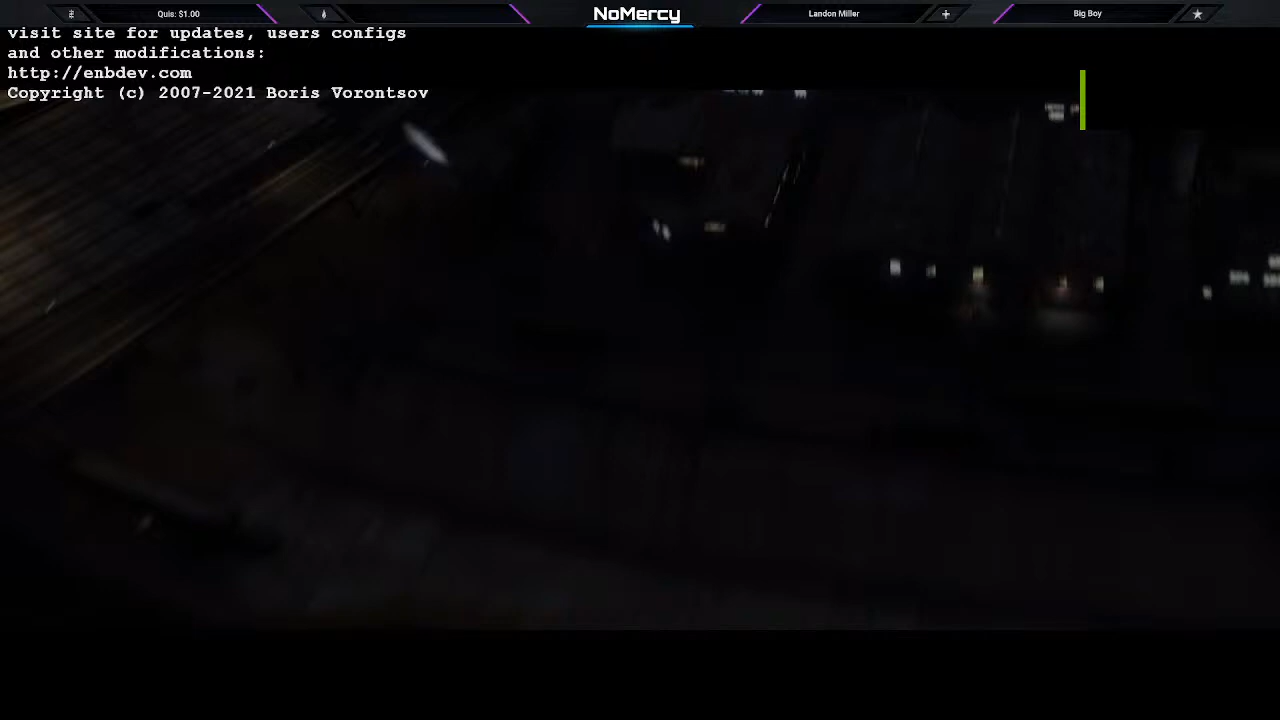 Quis: $1.00
NoMercy
Landon Miller
Big Boy
visit site for updates, users configs
and other modifications:
http://enbdev.com
Copyright (c) 2007-2021 Boris Vorontsov